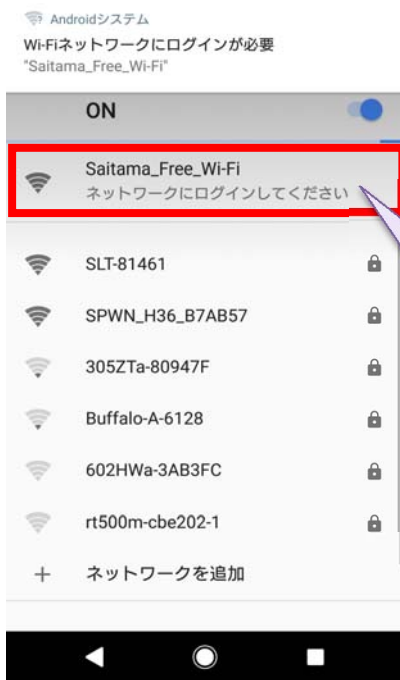 Androidシステム
Wi-Fiネットワークにログインが必要
"Saitama_Free_Wi-Fi"
ON
Saitama_Free_Wi-Fi
ネットワークにログインしてください
SLT-81461
SPWN_H36_B7AB57
305ZTa-80947F
Buffalo-A-6128
602HWa-3AB3FC
rt500m-cbe202-1
ネットワークを追加